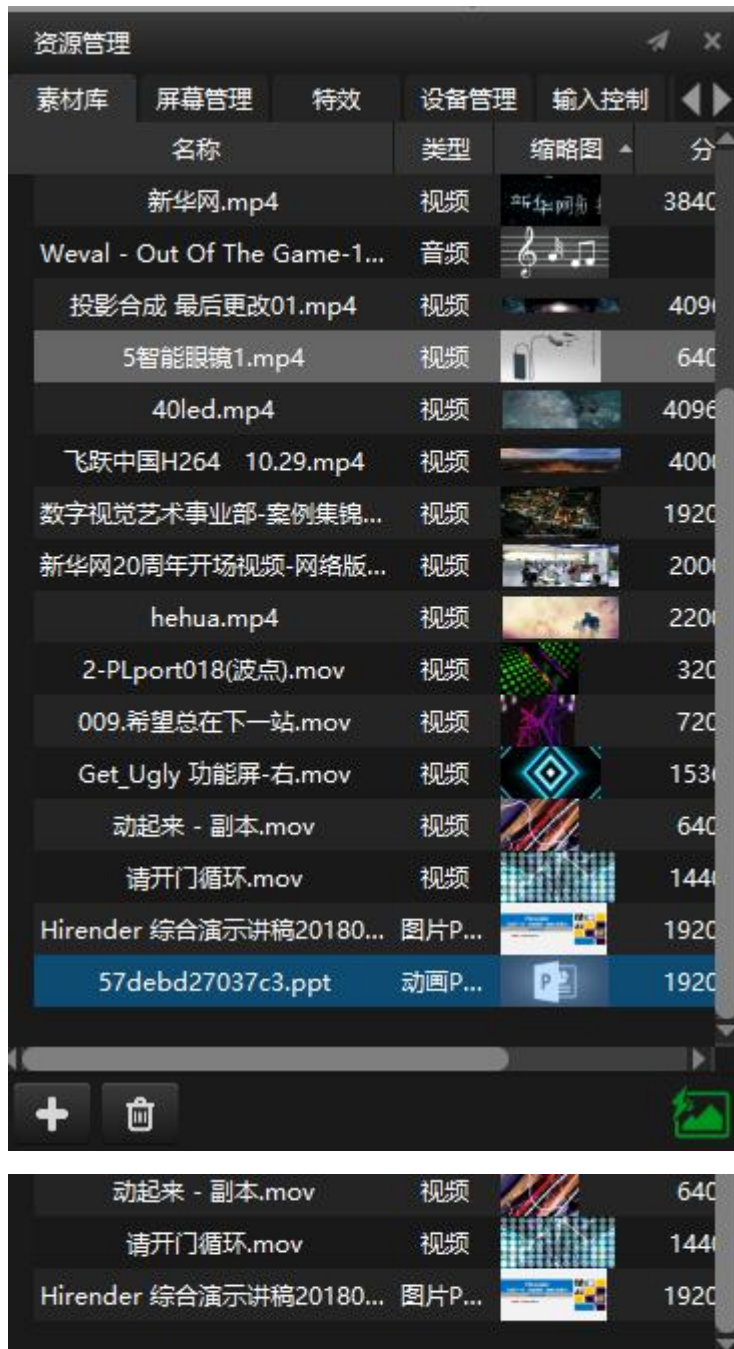 资源管理
素材库 屏幕管理 特效 设备管理 输入控制
名称 类型 缩略图 分
新华网.mp4 视频 3840
Weval - Out Of The Game-1... 音频
投影合成 最后更改01.mp4 视频 409
5智能眼镜1.mp4 视频 640
40led.mp4 视频 4096
飞跃中国H264 10.29.mp4 视频 400
数字视觉艺术事业部-案例集锦... 视频 1920
新华网20周年开场视频-网络版... 视频 200
hehua.mp4 视频 220
2-PLport018(波点).mov 视频 320
009.希望总在下一站.mov 视频 720
Get_Ugly 功能屏-右.mov 视频 153
动起来 - 副本.mov 视频 640
请开门循环.mov 视频 144
Hirender 综合演示讲稿20180... 图片P... 1920
57debd27037c3.ppt 动画P... 1920
动起来 - 副本.mov 视频 640
请开门循环.mov 视频 144
Hirender 综合演示讲稿20180... 图片P... 1920